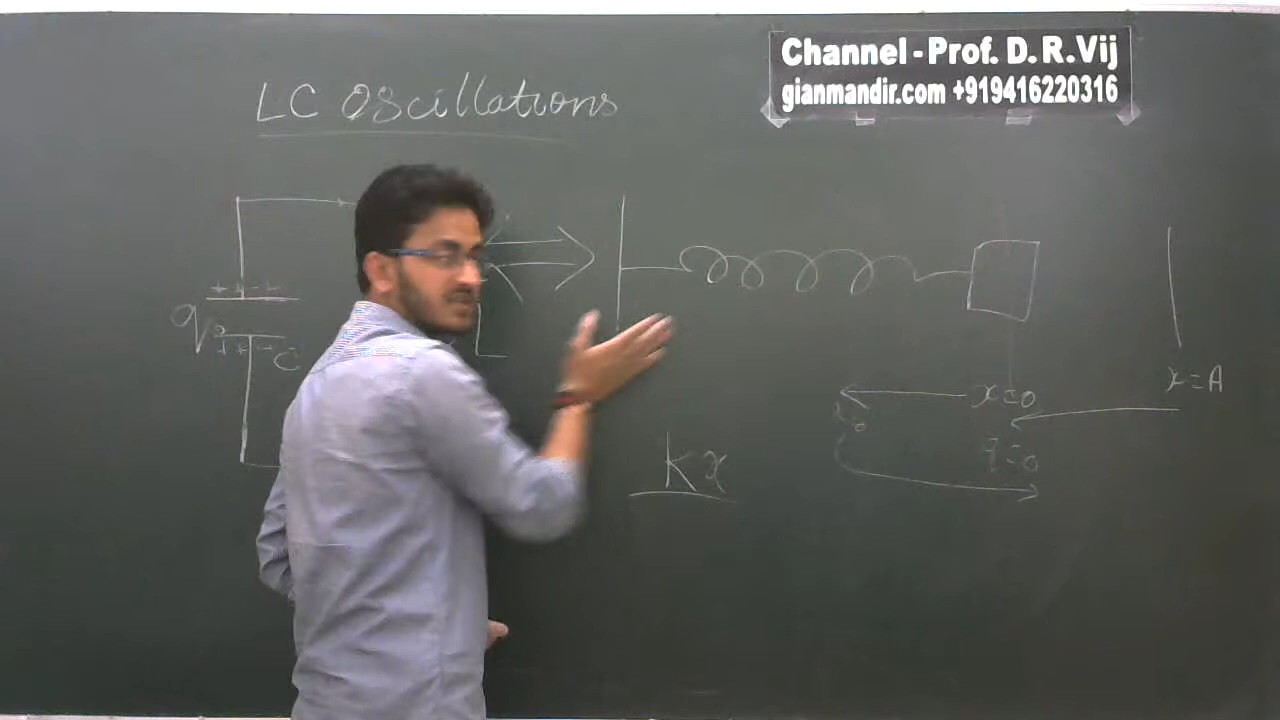 Channel - Prof. D. R. Vij
gianmandir.com +919416220316
LC Oscillations
+ + - +
q₀
+ + - -
C
x = A
x = 0
q = 0
Kx